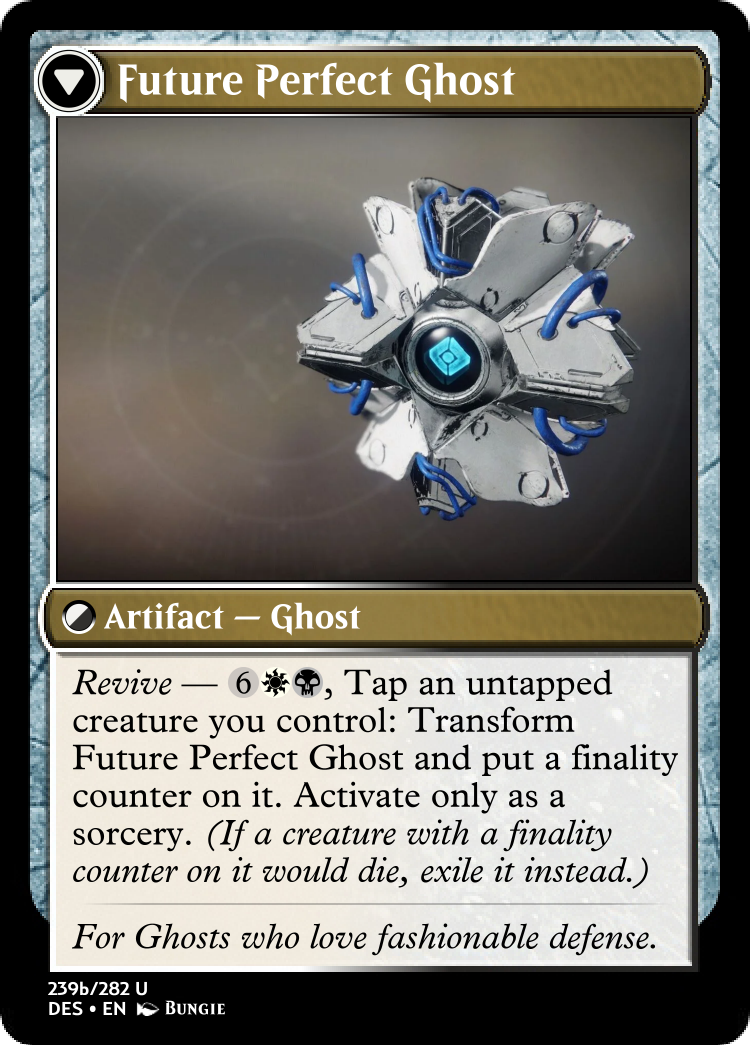 Future Perfect Ghost
Artifact — Ghost
Revive — 6, Tap an untapped
creature you control: Transform
Future Perfect Ghost and put a finality
counter on it. Activate only as a
sorcery. (If a creature with a finality
counter on it would die, exile it instead.)
For Ghosts who love fashionable defense.
239b/282 U
DES • EN Bungie